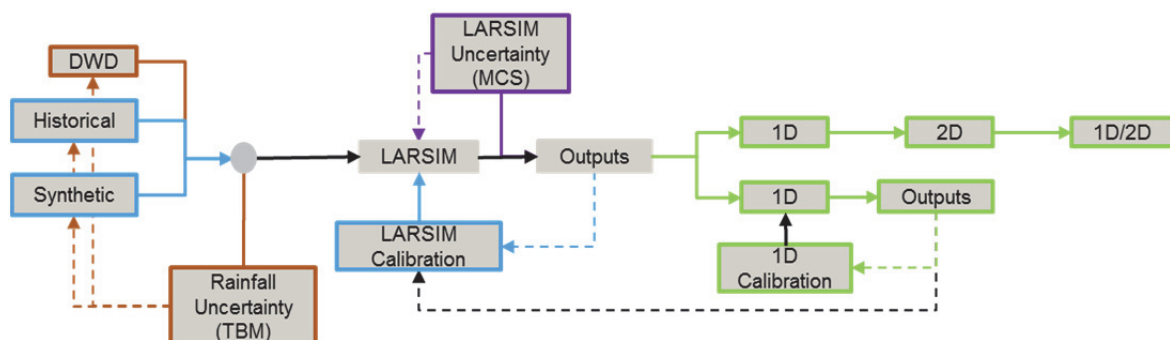 DWD
Historical
Synthetic
Rainfall
Uncertainty
(TBM)
LARSIM
Uncertainty
(MCS)
LARSIM
LARSIM
Calibration
Outputs
1D
2D
1D/2D
1D
Outputs
1D
Calibration